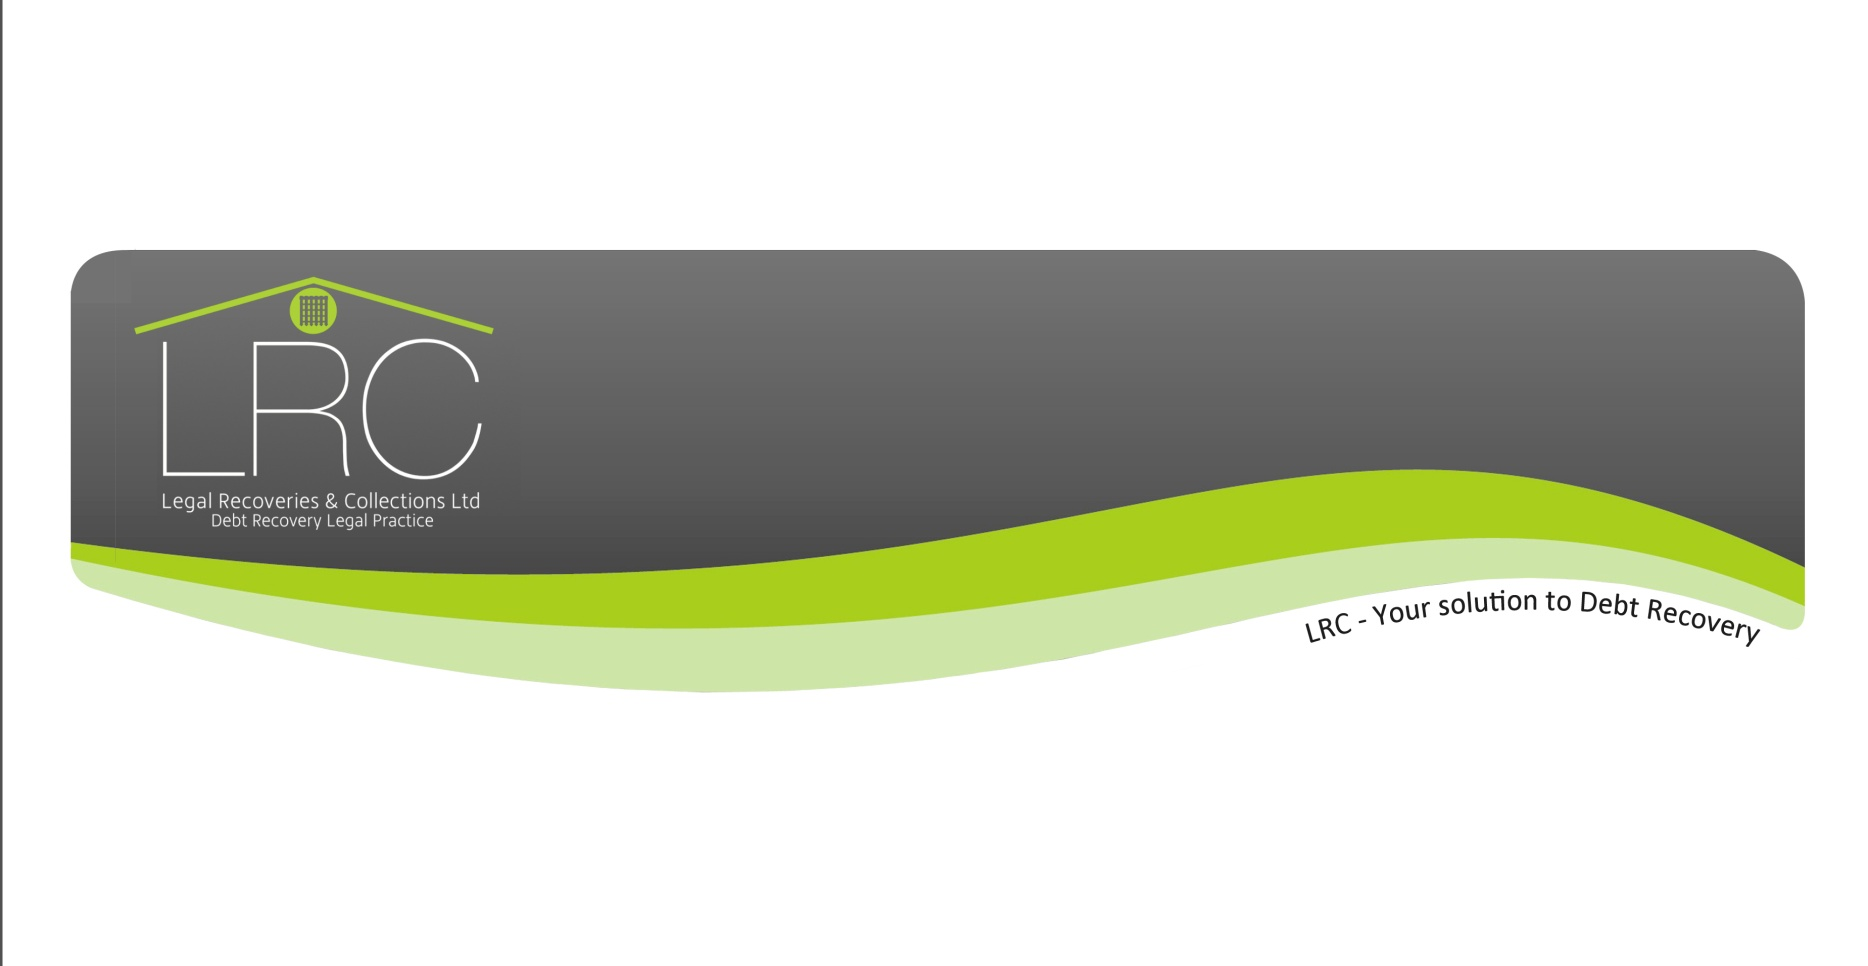 LRC
Legal Recoveries & Collections Ltd
Debt Recovery Legal Practice
LRC - Your solution to Debt Recovery